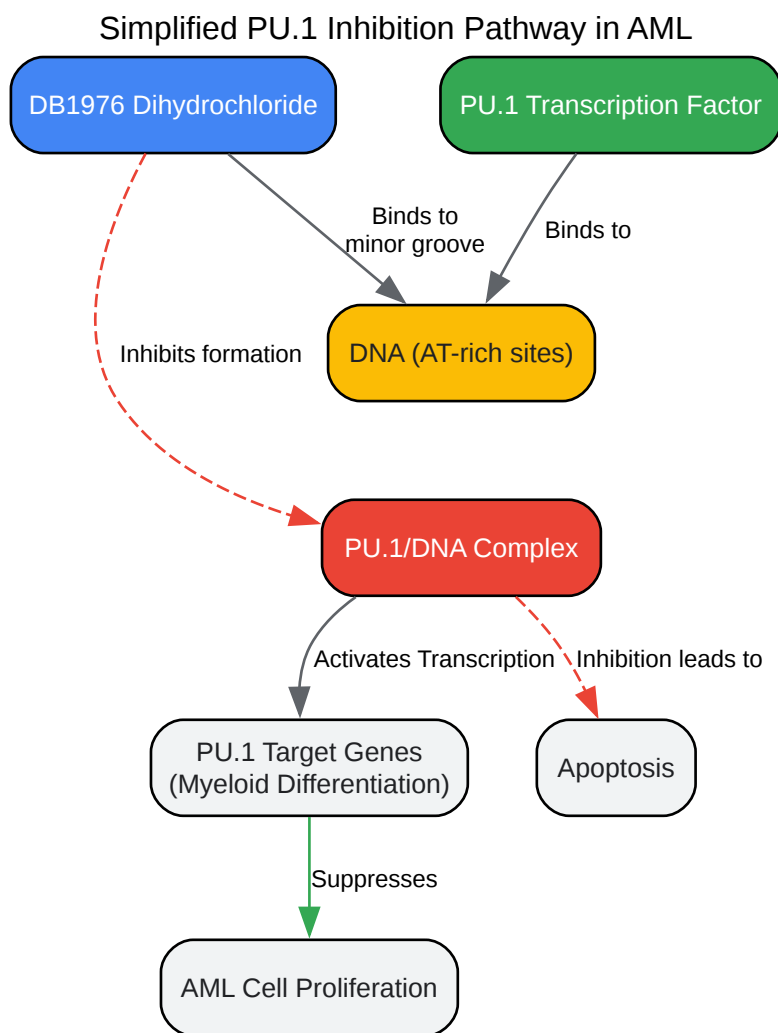 Simplified PU.1 Inhibition Pathway in AML
DB1976 Dihydrochloride
PU.1 Transcription Factor
Binds to
minor groove
Binds to
Inhibits formation
DNA (AT-rich sites)
PU.1/DNA Complex
Activates Transcription
Inhibition leads to
PU.1 Target Genes
(Myeloid Differentiation)
Apoptosis
Suppresses
AML Cell Proliferation